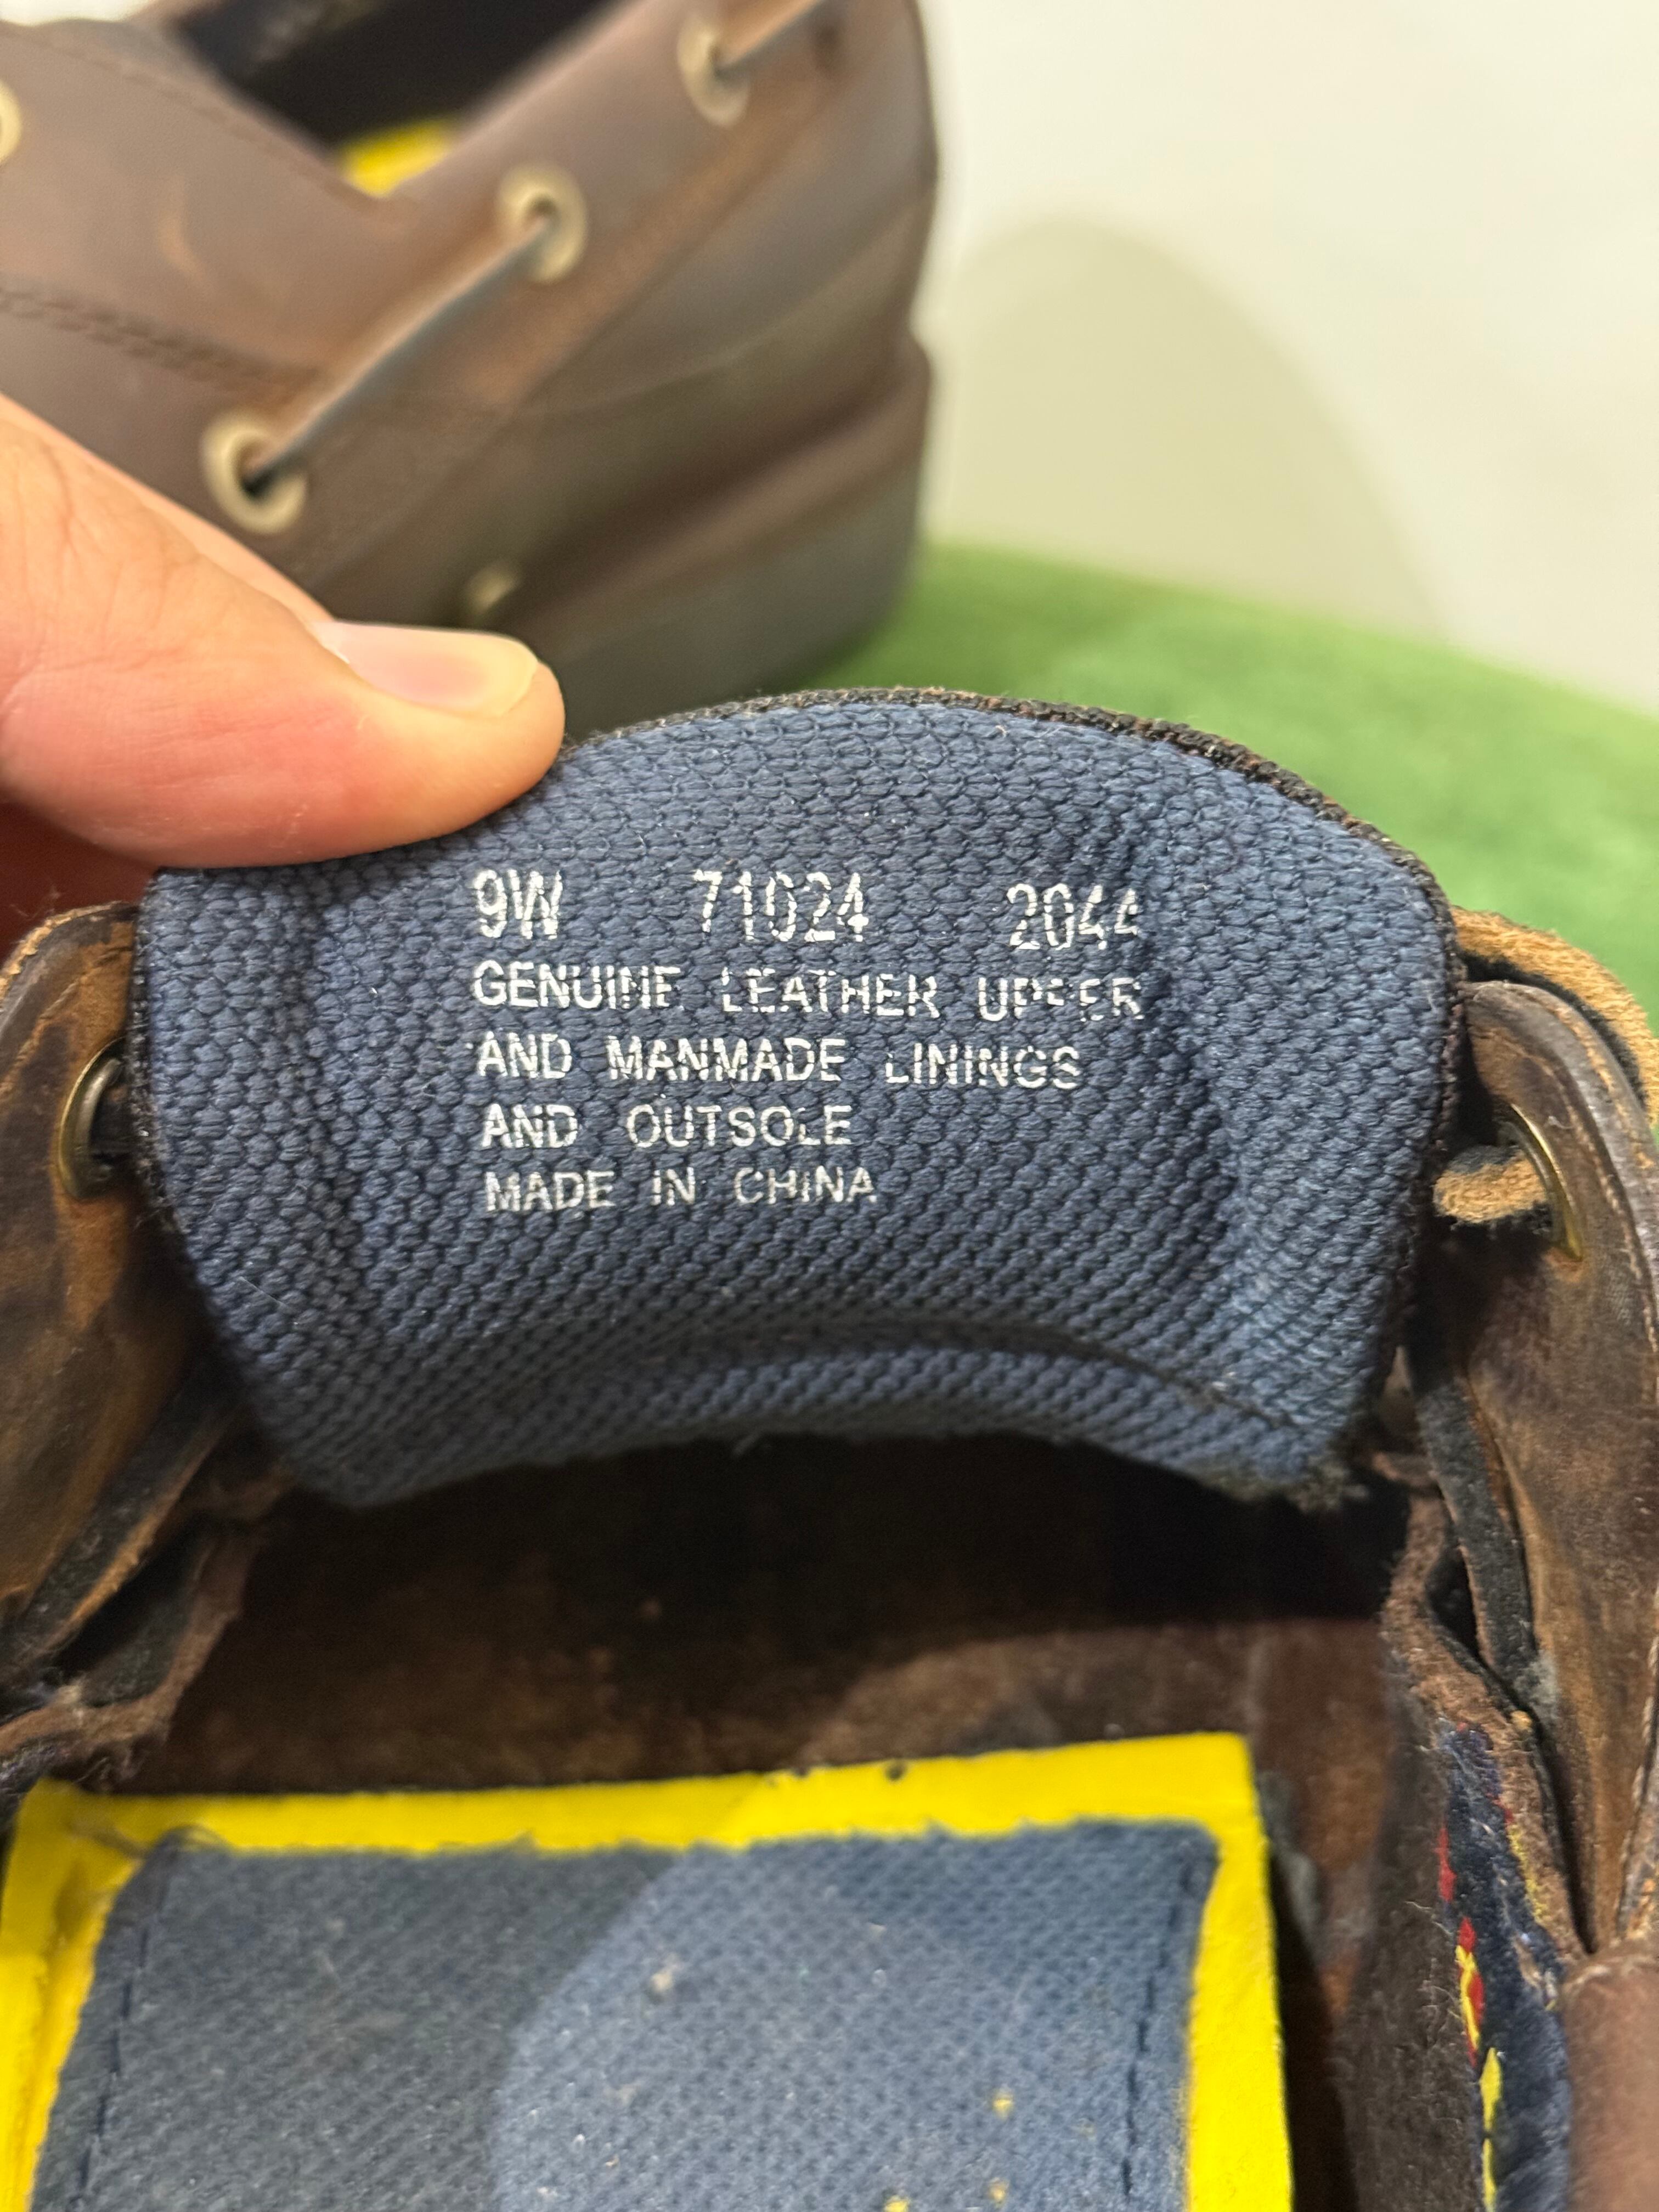 9W 71024 2044
GENUINE LEATHER UPPER
AND MANMADE LININGS
AND OUTSOLE
MADE IN CHINA